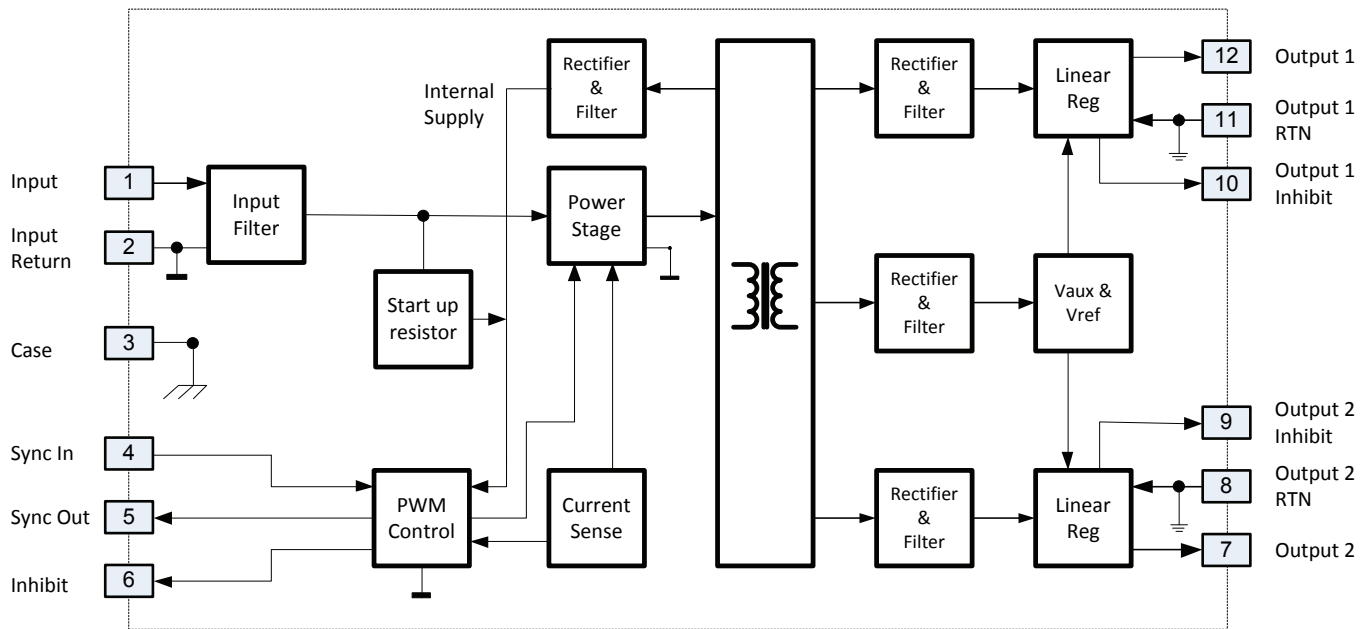 Input
1
Input
Return
2
Case
3
Sync In
4
Sync Out
5
Inhibit
6
Input
Filter
Start up
resistor
Internal
Supply
Rectifier
&
Filter
Power
Stage
PWM
Control
Current
Sense
Rectifier
&
Filter
Rectifier
&
Filter
Rectifier
&
Filter
Linear
Reg
Vaux &
Vref
Linear
Reg
12
Output 1
11
Output 1
RTN
10
Output 1
Inhibit
9
Output 2
Inhibit
8
Output 2
RTN
7
Output 2